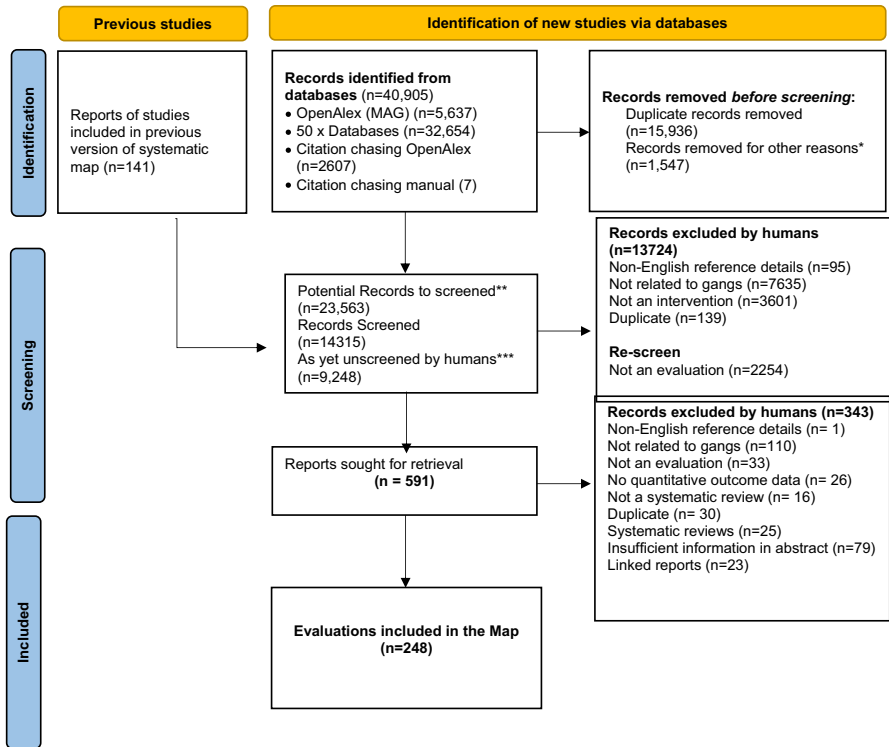 Previous studies
Identification of new studies via databases
Identification
Reports of studies
included in previous
version of systematic
map (n=141)
Records identified from
databases (n=40,905)
• OpenAlex (MAG) (n=5,637)
• 50 x Databases (n=32,654)
• Citation chasing OpenAlex
(n=2607)
• Citation chasing manual (7)
Records removed before screening:
Duplicate records removed
(n=15,936)
Records removed for other reasons*
(n=1,547)
Screening
Potential Records to screened**
(n=23,563)
Records Screened
(n=14315)
As yet unscreened by humans***
(n=9,248)
Records excluded by humans
(n=13724)
Non-English reference details (n=95)
Not related to gangs (n=7635)
Not an intervention (n=3601)
Duplicate (n=139)
Re-screen
Not an evaluation (n=2254)
Reports sought for retrieval
(n = 591)
Records excluded by humans (n=343)
Non-English reference details (n= 1)
Not related to gangs (n=110)
Not an evaluation (n=33)
No quantitative outcome data (n= 26)
Not a systematic review (n= 16)
Duplicate (n= 30)
Systematic reviews (n=25)
Insufficient information in abstract (n=79)
Linked reports (n=23)
Included
Evaluations included in the Map
(n=248)